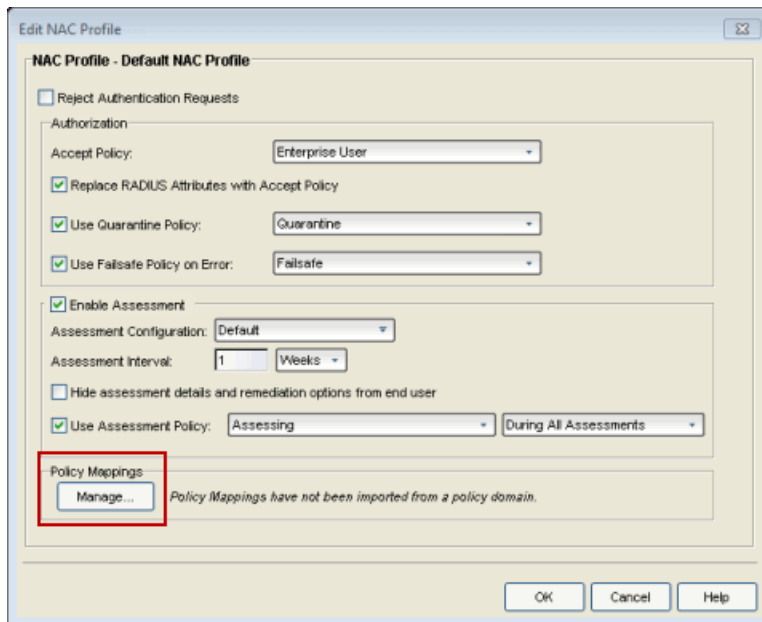 Edit NAC Profile
NAC Profile - Default NAC Profile
Reject Authentication Requests
Authorization
Accept Policy: Enterprise User
Replace RADIUS Attributes with Accept Policy
Use Quarantine Policy: Quarantine
Use Failsafe Policy on Error: Failsafe
Enable Assessment
Assessment Configuration: Default
Assessment Interval: 1 Weeks
Hide assessment details and remediation options from end user
Use Assessment Policy: Assessing During All Assessments
Policy Mappings
Manage... Policy Mappings have not been imported from a policy domain.
OK Cancel Help